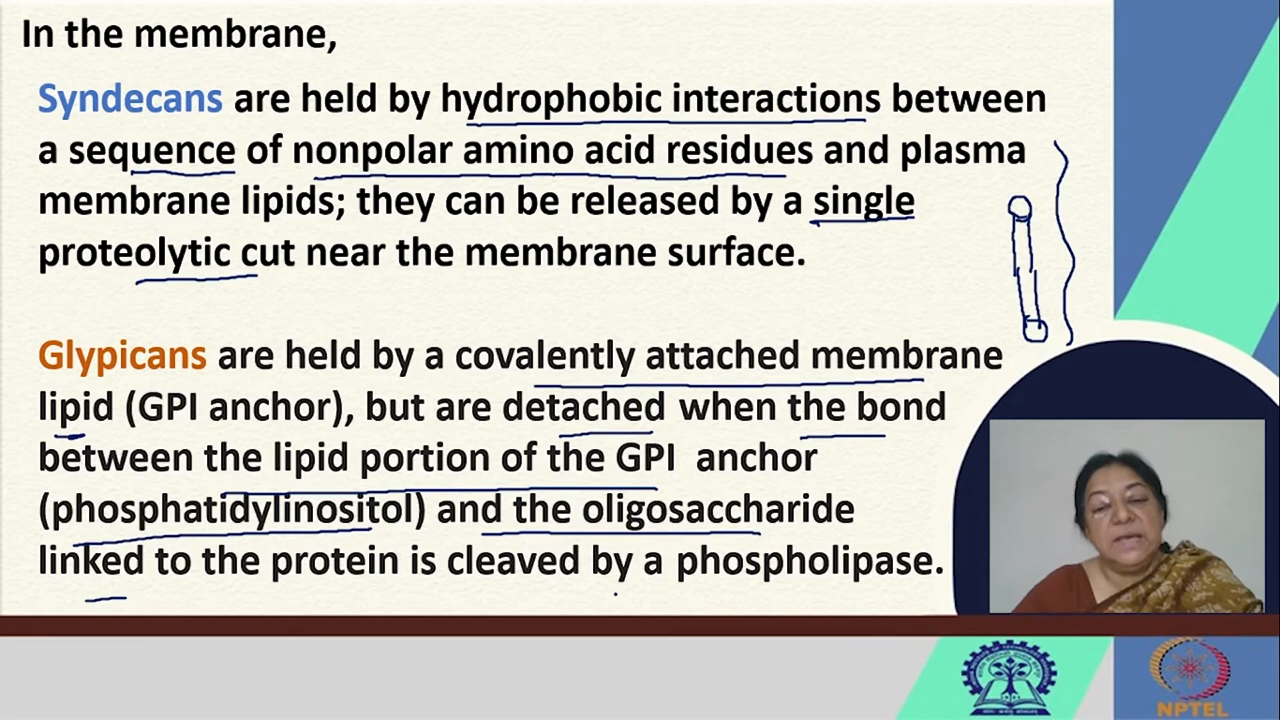 In the membrane,
Syndecans are held by hydrophobic interactions between
a sequence of nonpolar amino acid residues and plasma
membrane lipids; they can be released by a single
proteolytic cut near the membrane surface.
Glypicans are held by a covalently attached membrane
lipid (GPI anchor), but are detached when the bond
between the lipid portion of the GPI anchor
(phosphatidylinositol) and the oligosaccharide
linked to the protein is cleaved by a phospholipase.
NPTEL